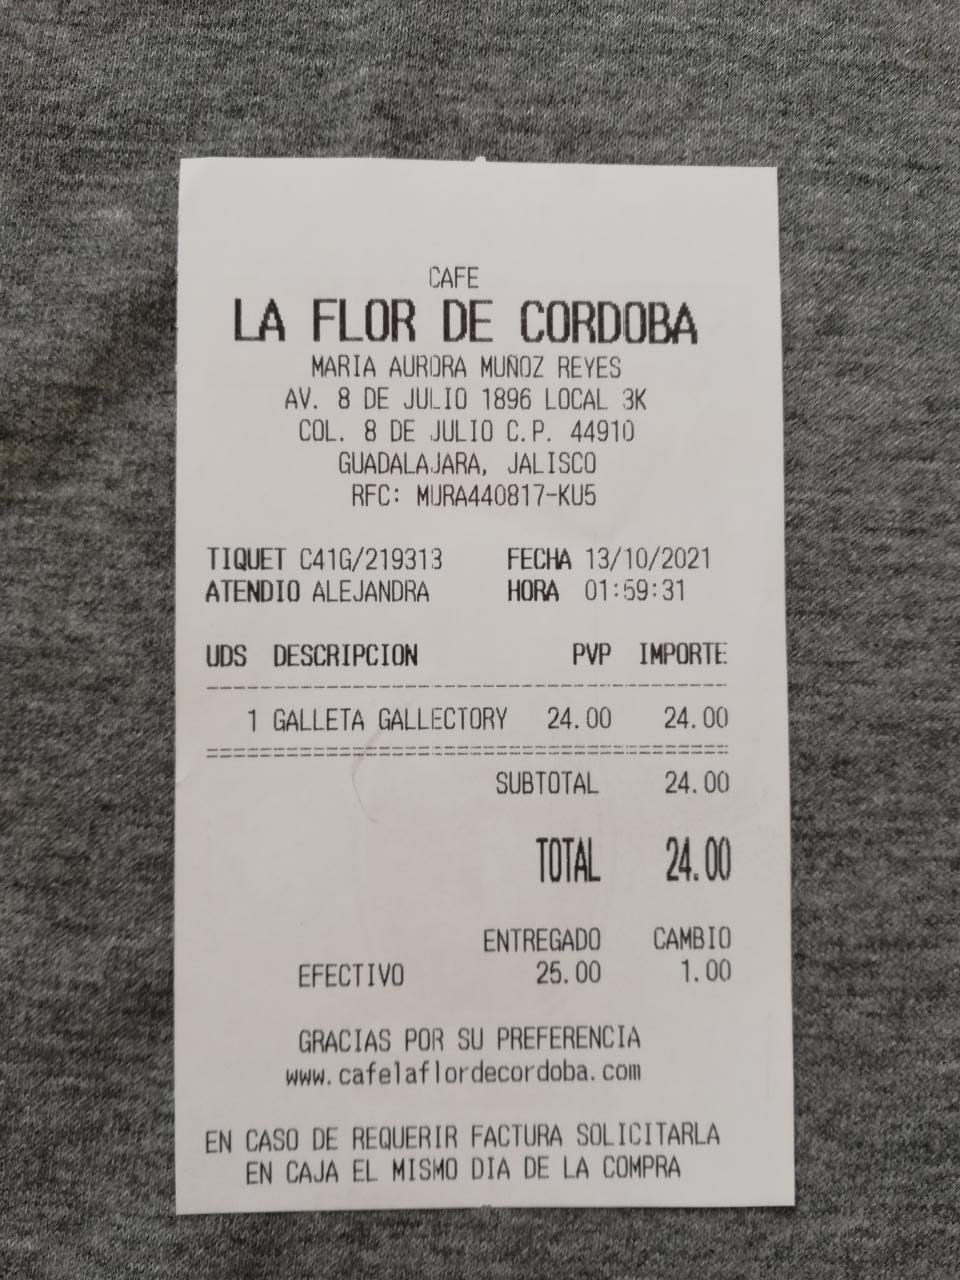 CAFE
LA FLOR DE CORDOBA
MARIA AURORA MUÑOZ REYES
AV. 8 DE JULIO 1896 LOCAL 3K
COL. 8 DE JULIO C.P. 44910
GUADALAJARA, JALISCO
RFC: MURA440817-KU5
TIQUET C41G/219313 FECHA 13/10/2021
ATENDIO ALEJANDRA HORA 01:59:31
UDS DESCRIPCION PVP IMPORTE
1 GALLETA GALLECTORY 24.00 24.00
SUBTOTAL 24.00
TOTAL 24.00
ENTREGADO CAMBIO
EFECTIVO 25.00 1.00
GRACIAS POR SU PREFERENCIA
www.cafelaflordecordoba.com
EN CASO DE REQUERIR FACTURA SOLICITARLA
EN CAJA EL MISMO DIA DE LA COMPRA